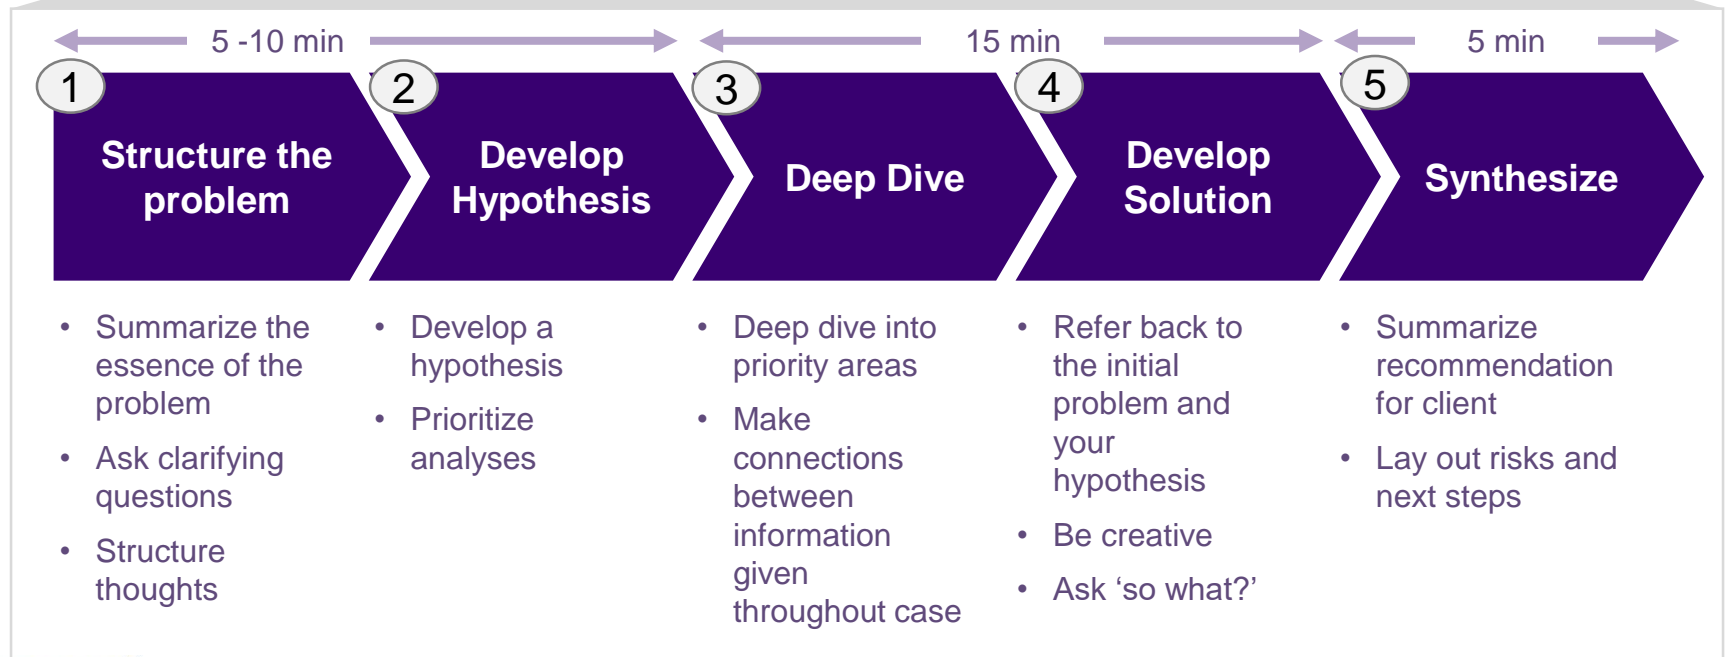 5 -10 min
15 min
5 min
1
2
3
4
5
Structure the
problem
Develop
Hypothesis
Deep Dive
Develop
Solution
Synthesize
• Summarize the
essence of the
problem
• Ask clarifying
questions
• Structure
thoughts
• Develop a
hypothesis
• Prioritize
analyses
• Deep dive into
priority areas
• Make
connections
between
information
given
throughout case
• Refer back to
the initial
problem and
your
hypothesis
• Be creative
• Ask ‘so what?’
• Summarize
recommendation
for client
• Lay out risks and
next steps